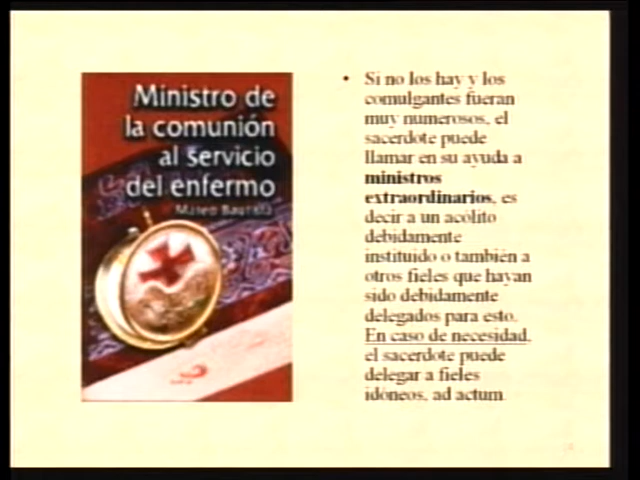 Ministro de
la comunión
al servicio
del enfermo
Mateo Bautista
• Si no los hay y los
comulgantes fueran
muy numerosos, el
sacerdote puede
llamar en su ayuda a
ministros
extraordinarios, es
decir a un acólito
debidamente
instituido o también a
otros fieles que hayan
sido debidamente
delegados para esto.
En caso de necesidad,
el sacerdote puede
delegar a fieles
idóneos, ad actum